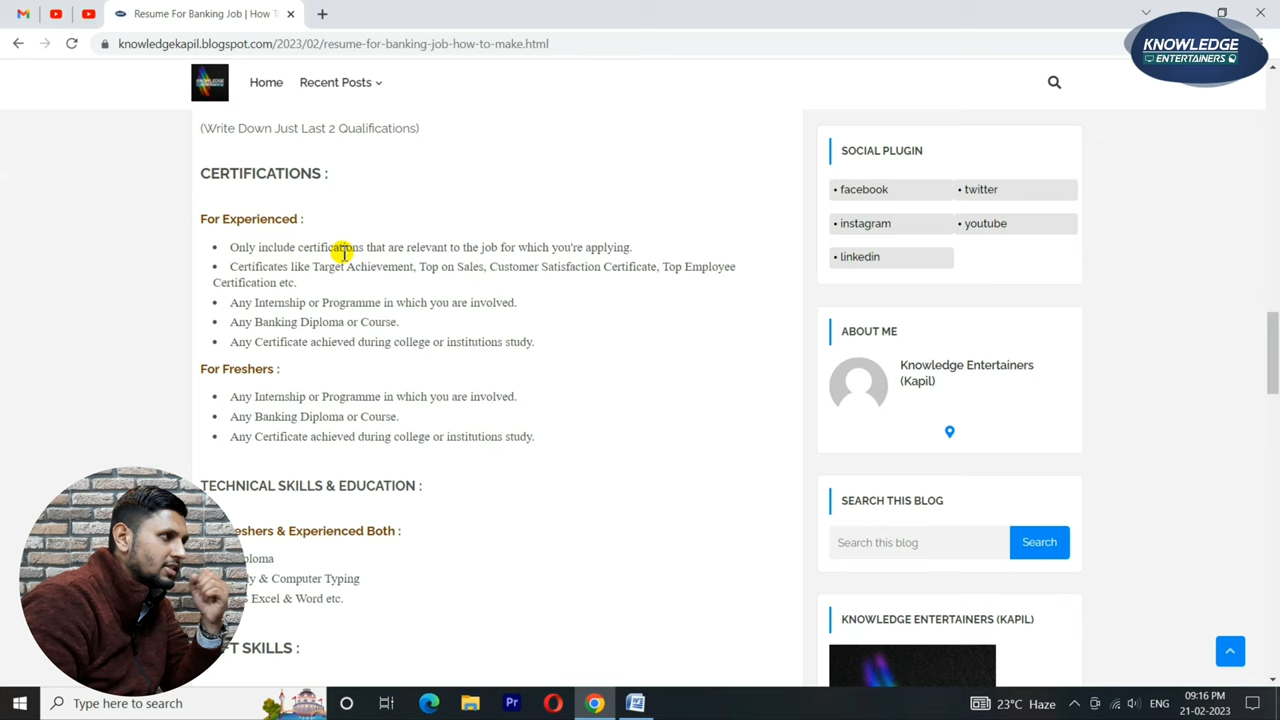 Resume For Banking Job | How T
knowledgekapil.blogspot.com/2023/02/resume-for-banking-job-how-to-make.html
KNOWLEDGE
ENTERTAINERS
Home
Recent Posts
(Write Down Just Last 2 Qualifications)
CERTIFICATIONS :
For Experienced :
• Only include certifications that are relevant to the job for which you're applying.
• Certificates like Target Achievement, Top on Sales, Customer Satisfaction Certificate, Top Employee
Certification etc.
• Any Internship or Programme in which you are involved.
• Any Banking Diploma or Course.
• Any Certificate achieved during college or institutions study.
For Freshers :
• Any Internship or Programme in which you are involved.
• Any Banking Diploma or Course.
• Any Certificate achieved during college or institutions study.
TECHNICAL SKILLS & EDUCATION :
eshers & Experienced Both :
ploma
y & Computer Typing
Excel & Word etc.
FT SKILLS :
SOCIAL PLUGIN
• facebook
• twitter
• instagram
• youtube
• linkedin
ABOUT ME
Knowledge Entertainers
(Kapil)
SEARCH THIS BLOG
Search this blog
Search
KNOWLEDGE ENTERTAINERS (KAPIL)
Type here to search
23°C Haze
ENG
09:16 PM
21-02-2023